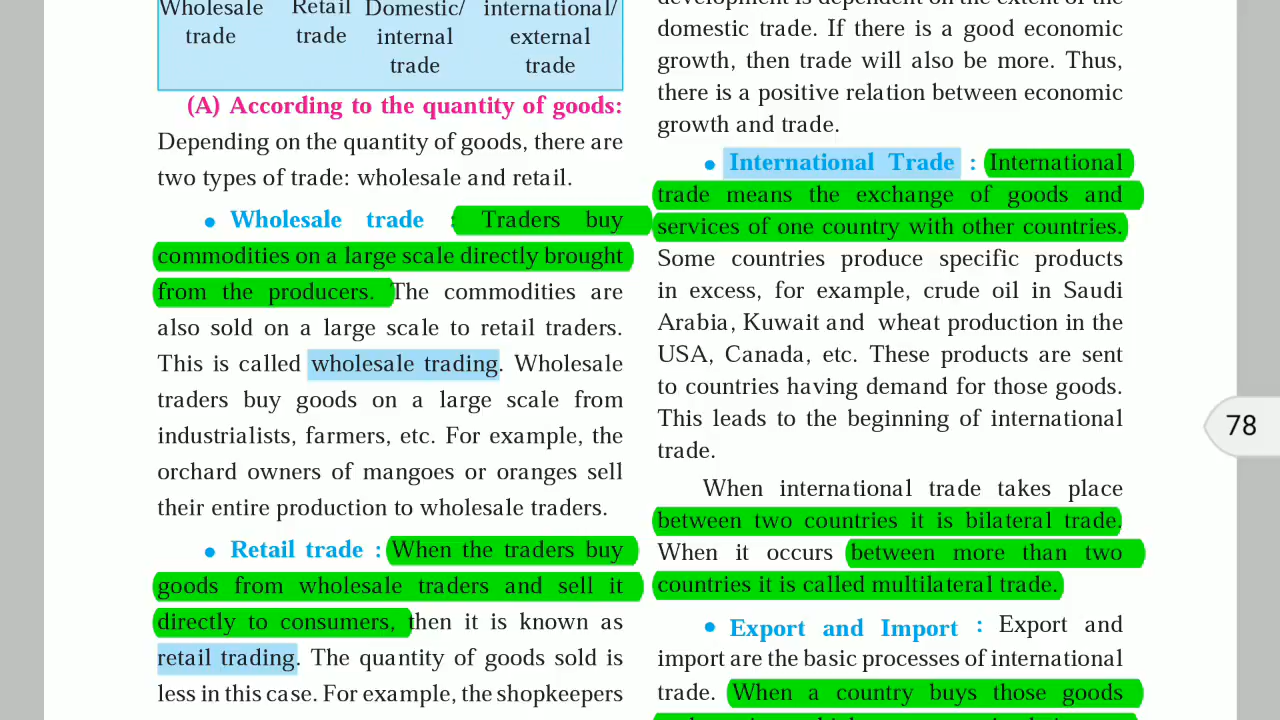 Wholesale Retail Domestic/ international/
trade trade internal external
trade trade
(A) According to the quantity of goods:
Depending on the quantity of goods, there are
two types of trade: wholesale and retail.
• Wholesale trade : Traders buy
commodities on a large scale directly brought
from the producers. The commodities are
also sold on a large scale to retail traders.
This is called wholesale trading. Wholesale
traders buy goods on a large scale from
industrialists, farmers, etc. For example, the
orchard owners of mangoes or oranges sell
their entire production to wholesale traders.
• Retail trade : When the traders buy
goods from wholesale traders and sell it
directly to consumers, then it is known as
retail trading. The quantity of goods sold is
less in this case. For example, the shopkeepers
development is dependent on the extent of the
domestic trade. If there is a good economic
growth, then trade will also be more. Thus,
there is a positive relation between economic
growth and trade.
• International Trade : International
trade means the exchange of goods and
services of one country with other countries.
Some countries produce specific products
in excess, for example, crude oil in Saudi
Arabia, Kuwait and wheat production in the
USA, Canada, etc. These products are sent
to countries having demand for those goods.
This leads to the beginning of international
trade.
When international trade takes place
between two countries it is bilateral trade.
When it occurs between more than two
countries it is called multilateral trade.
• Export and Import : Export and
import are the basic processes of international
trade. When a country buys those goods
78